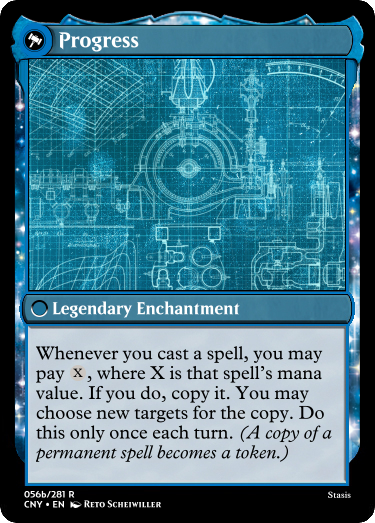 Progress
Legendary Enchantment
Whenever you cast a spell, you may
pay X, where X is that spell's mana
value. If you do, copy it. You may
choose new targets for the copy. Do
this only once each turn. (A copy of a
permanent spell becomes a token.)
056b/281 R
Stasis
CNY • EN Reto Scheiwiller